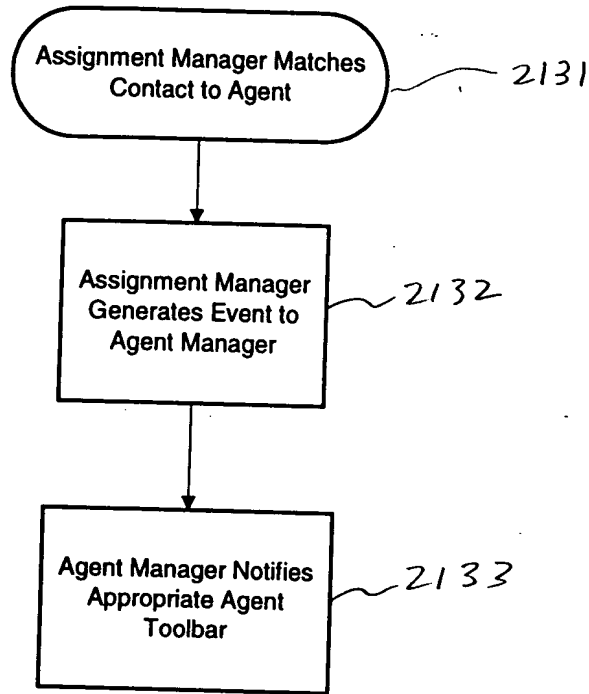 Assignment Manager Matches
Contact to Agent
2131
Assignment Manager
Generates Event to
Agent Manager
2132
Agent Manager Notifies
Appropriate Agent
Toolbar
2133